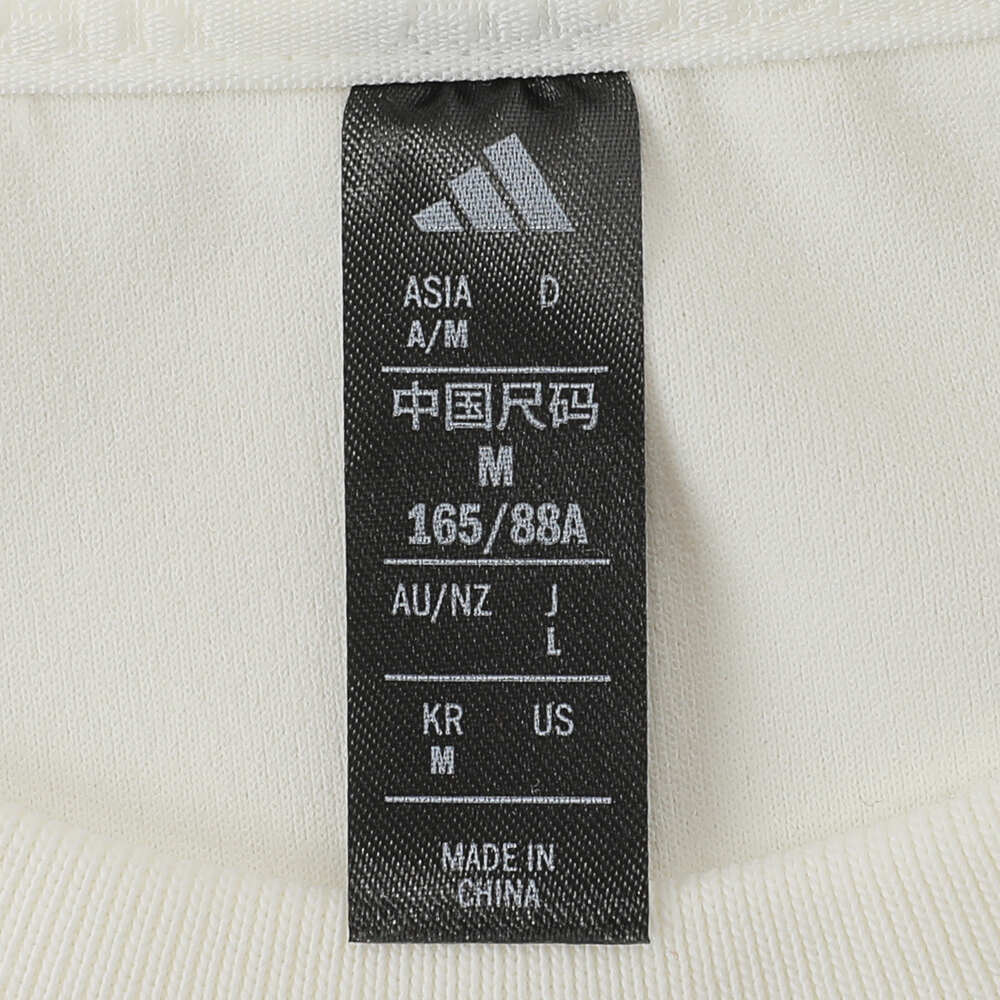 ASIA D
A/M
中国尺码
M
165/88A
AU/NZ J
L
KR US
M
MADE IN
CHINA